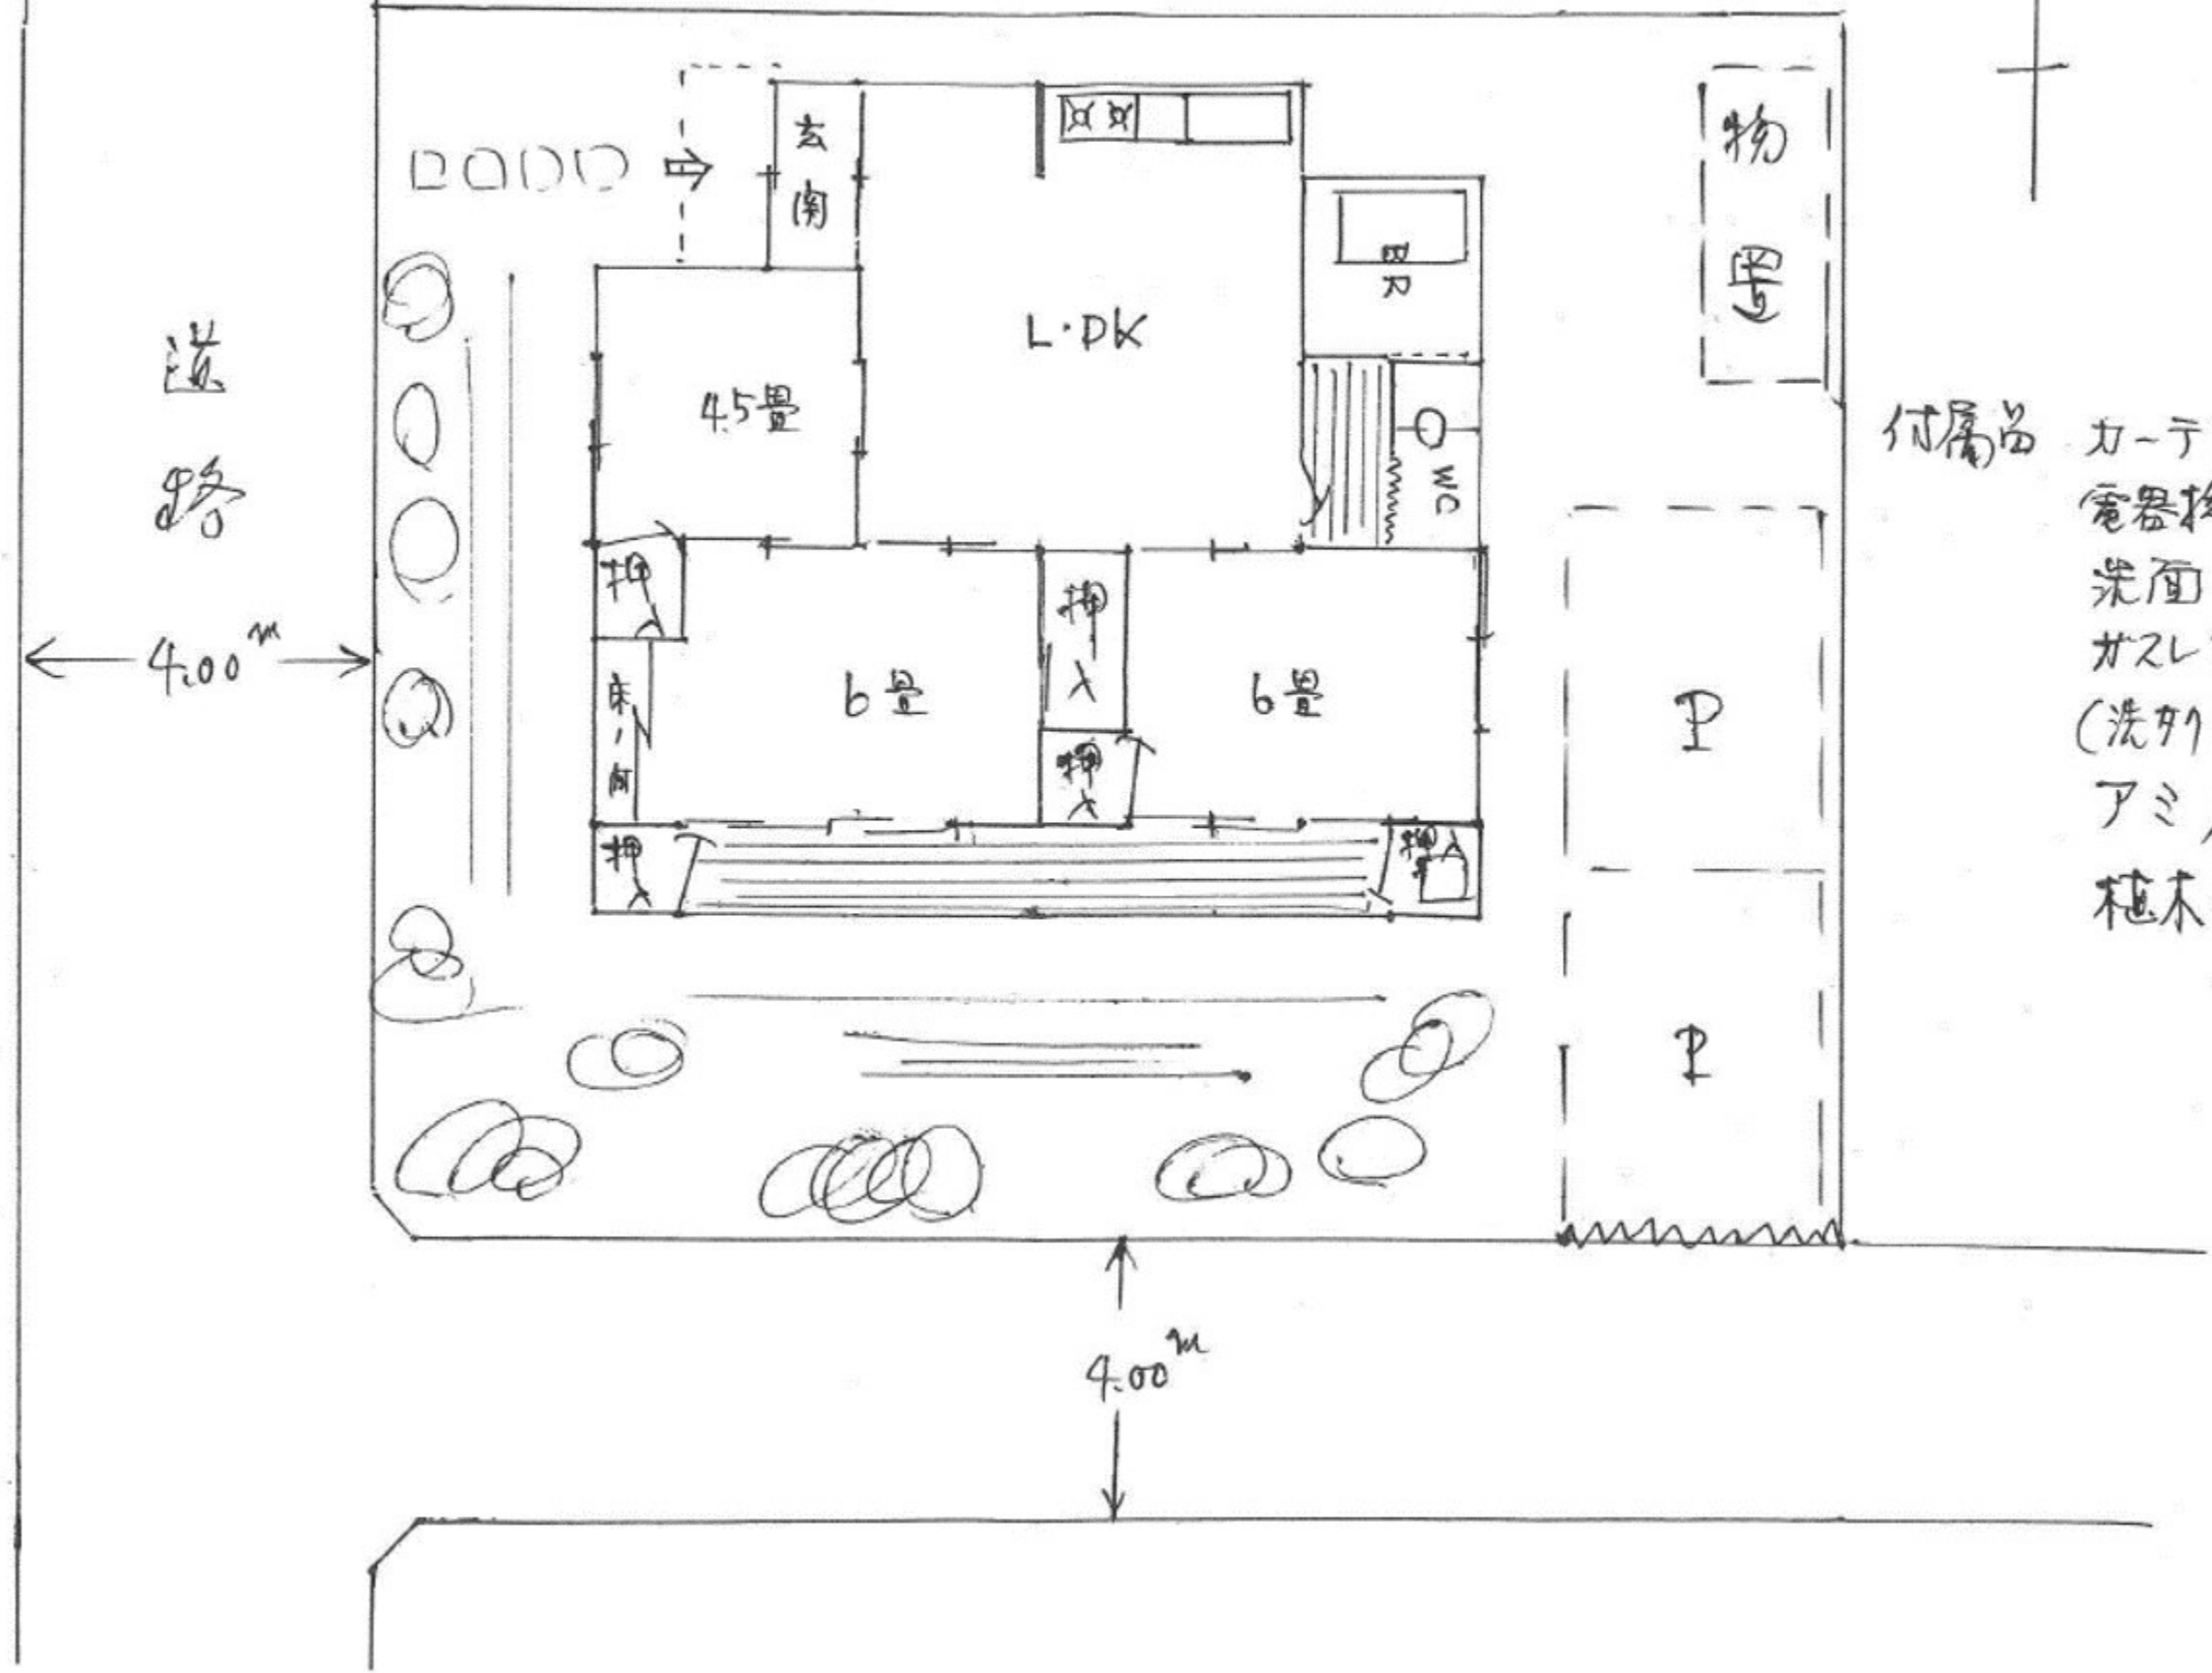 玄関
物置
BR
L・DK
道路
4.5畳
WC
付属品 カーテ
電器
洗面
ガスレ
(洗タク
アミ
植木
押入
押入
6畳
6畳
4.00m
床ノ間
押入
P
押入
押入
P
4.00m